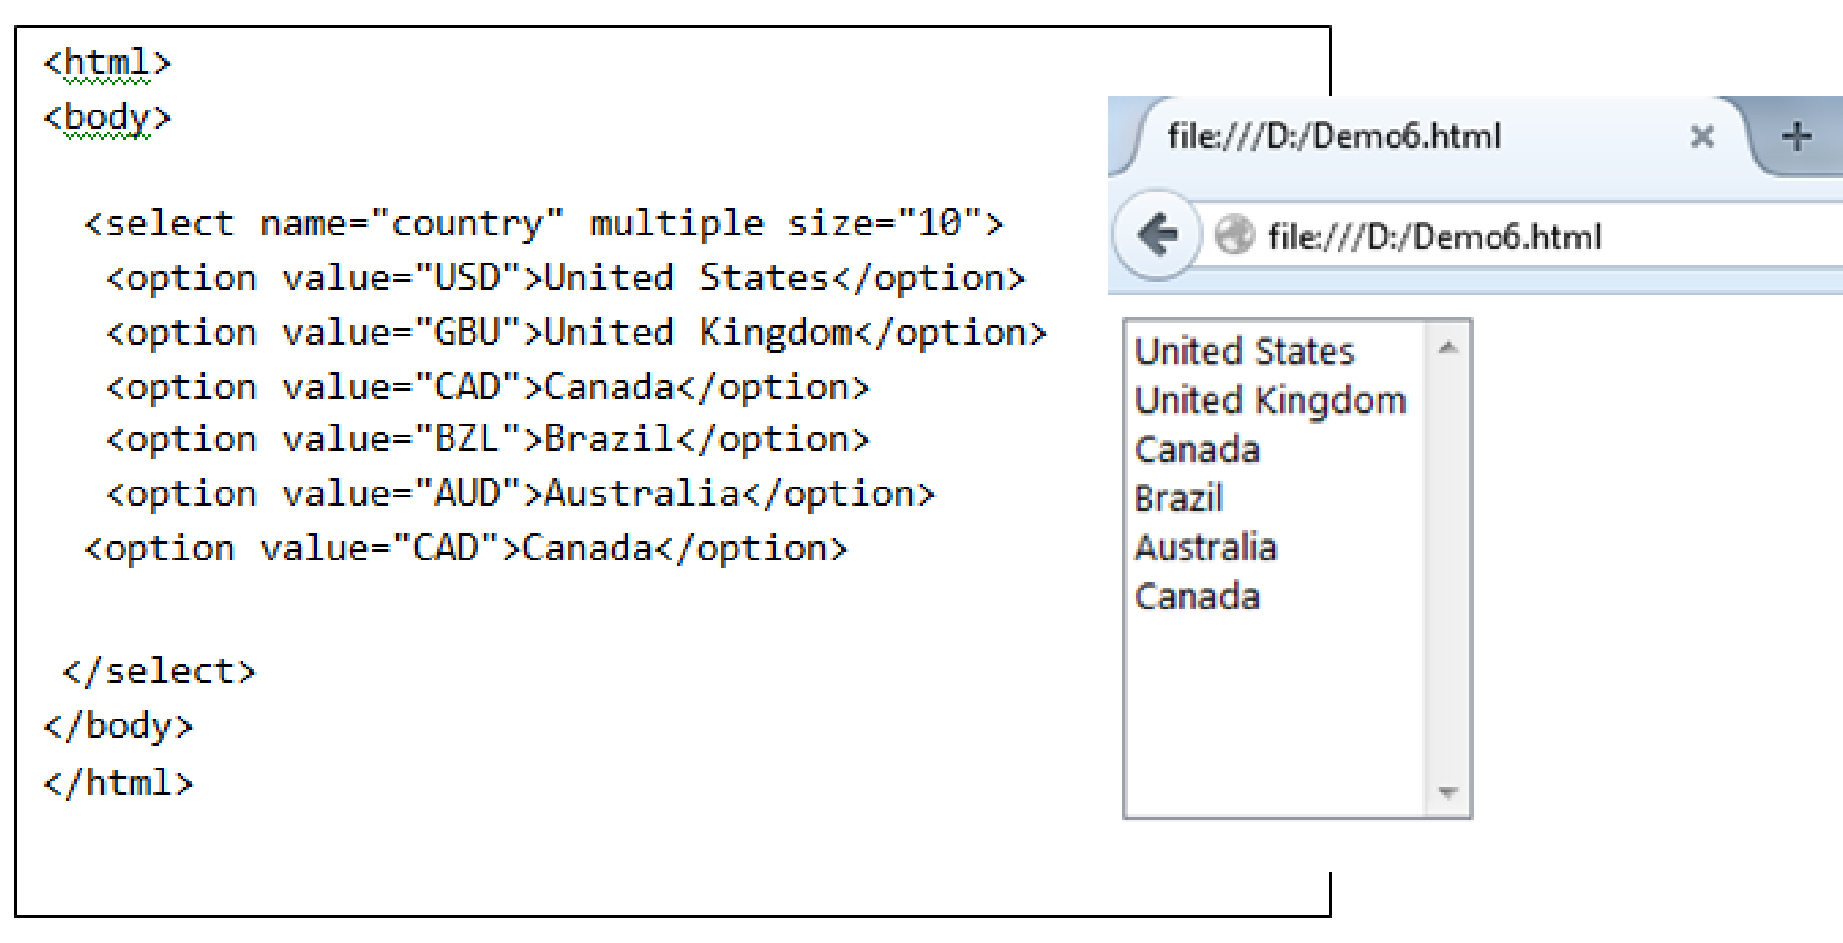 <html>
<body>
<select name="country" multiple size="10">
<option value="USD">United States</option>
<option value="GBU">United Kingdom</option>
<option value="CAD">Canada</option>
<option value="BZL">Brazil</option>
<option value="AUD">Australia</option>
<option value="CAD">Canada</option>
</select>
</body>
</html>
file:///D:/Demo6.html
file:///D:/Demo6.html
United States
United Kingdom
Canada
Brazil
Australia
Canada